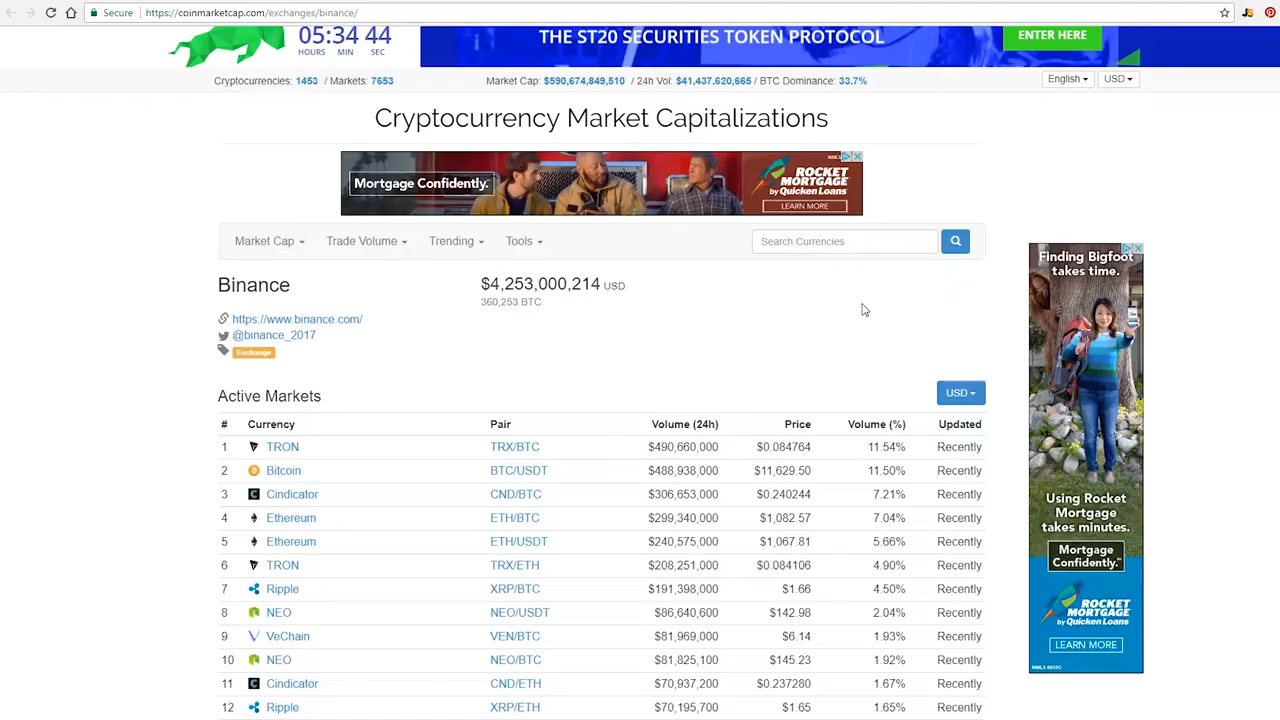 Secure https://coinmarketcap.com/exchanges/binance/
05:34 44
HOURS MIN SEC
THE ST20 SECURITIES TOKEN PROTOCOL
ENTER HERE
Cryptocurrencies: 1453 / Markets: 7653 Market Cap: $590,674,849,510 / 24h Vol: $41,437,620,665 / BTC Dominance: 33.7% English USD
Cryptocurrency Market Capitalizations
Mortgage Confidently.
ROCKET
MORTGAGE
by Quicken Loans
LEARN MORE
Market Cap Trade Volume Trending Tools Search Currencies
Binance $4,253,000,214 USD
360,253 BTC
https://www.binance.com/
@binance_2017
Exchange
Active Markets USD
# Currency Pair Volume (24h) Price Volume (%) Updated
1 TRON TRX/BTC $490,660,000 $0.084764 11.54% Recently
2 Bitcoin BTC/USDT $488,938,000 $11,629.50 11.50% Recently
3 Cindicator CND/BTC $306,653,000 $0.240244 7.21% Recently
4 Ethereum ETH/BTC $299,340,000 $1,082.57 7.04% Recently
5 Ethereum ETH/USDT $240,575,000 $1,067.81 5.66% Recently
6 TRON TRX/ETH $208,251,000 $0.084106 4.90% Recently
7 Ripple XRP/BTC $191,398,000 $1.66 4.50% Recently
8 NEO NEO/USDT $86,640,600 $142.98 2.04% Recently
9 VeChain VEN/BTC $81,969,000 $6.14 1.93% Recently
10 NEO NEO/BTC $81,825,100 $145.23 1.92% Recently
11 Cindicator CND/ETH $70,937,200 $0.237280 1.67% Recently
12 Ripple XRP/ETH $70,195,700 $1.65 1.65% Recently
Finding Bigfoot
takes time.
Using Rocket
Mortgage
takes minutes.
Mortgage
Confidently.
ROCKET
MORTGAGE
by Quicken Loans
LEARN MORE